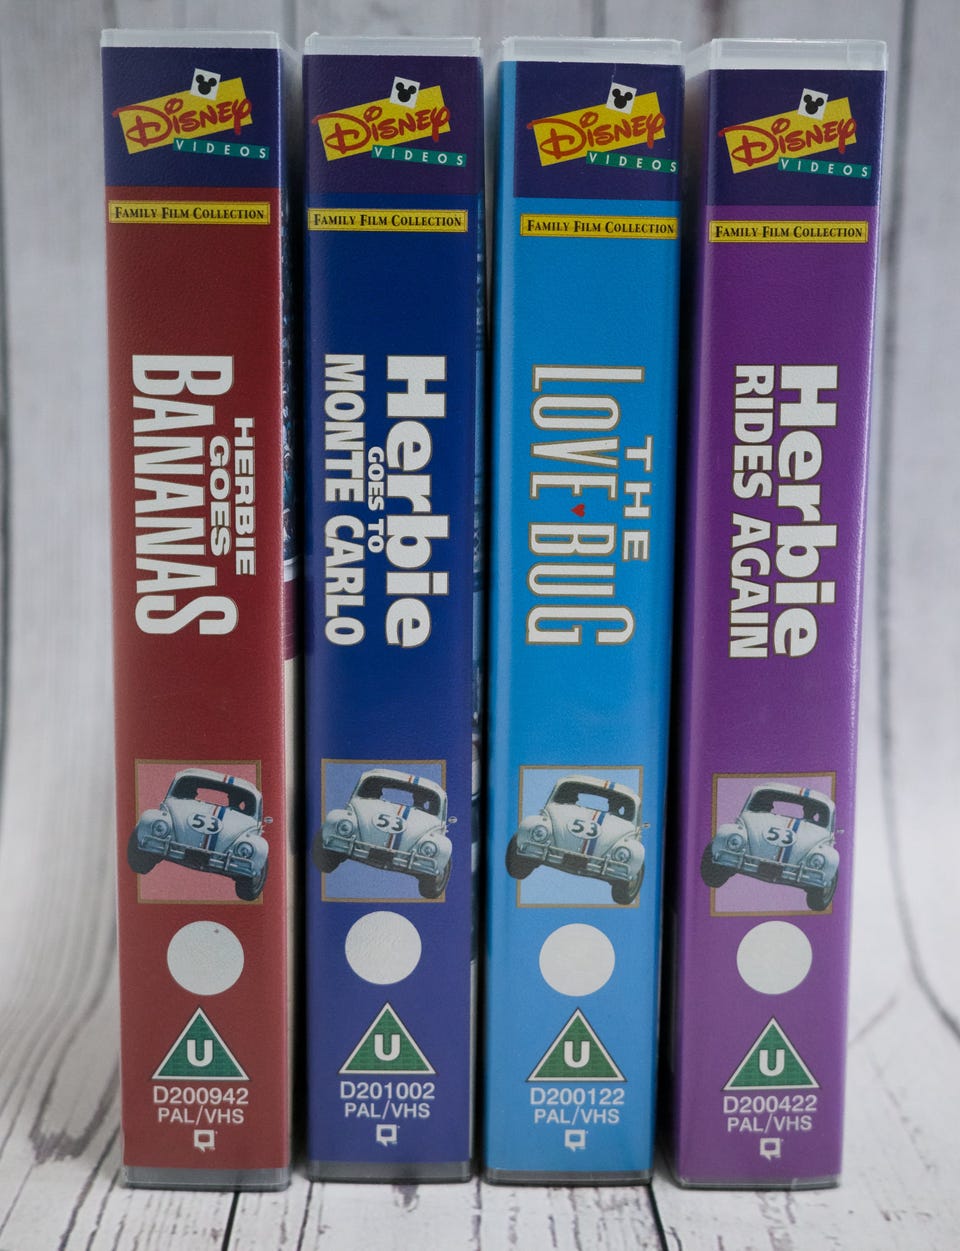 Disney
VIDEOS
FAMILY FILM COLLECTION
HERBIE
GOES
BANANAS
53
U
D200942
PAL/VHS
Disney
VIDEOS
FAMILY FILM COLLECTION
Herbie
GOES TO
MONTE CARLO
53
U
D201002
PAL/VHS
Disney
VIDEOS
FAMILY FILM COLLECTION
THE
LOVE BUG
53
U
D200122
PAL/VHS
Disney
VIDEOS
FAMILY FILM COLLECTION
Herbie
RIDES AGAIN
53
U
D200422
PAL/VHS